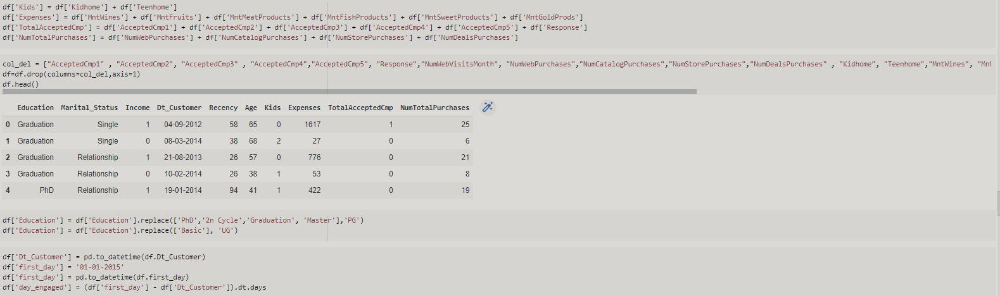 df['Kids'] = df['Kidhome'] + df['Teenhome']
df['Expenses'] = df['MntWines'] + df['MntFruits'] + df['MntMeatProducts'] + df['MntFishProducts'] + df['MntSweetProducts'] + df['MntGoldProds']
df['TotalAcceptedCmp'] = df['AcceptedCmp1'] + df['AcceptedCmp2'] + df['AcceptedCmp3'] + df['AcceptedCmp4'] + df['AcceptedCmp5'] + df['Response']
df['NumTotalPurchases'] = df['NumWebPurchases'] + df['NumCatalogPurchases'] + df['NumStorePurchases'] + df['NumDealsPurchases']
col_del = ["AcceptedCmp1" , "AcceptedCmp2", "AcceptedCmp3" , "AcceptedCmp4","AcceptedCmp5", "Response","NumWebVisitsMonth", "NumWebPurchases","NumCatalogPurchases","NumStorePurchases","NumDealsPurchases" , "Kidhome", "Teenhome","MntWines", "Mnt
df=df.drop(columns=col_del,axis=1)
df.head()
Education Marital_Status Income Dt_Customer Recency Age Kids Expenses TotalAcceptedCmp NumTotalPurchases
0 Graduation Single 1 04-09-2012 58 65 0 1617 1 25
1 Graduation Single 0 08-03-2014 38 68 2 27 0 6
2 Graduation Relationship 1 21-08-2013 26 57 0 776 0 21
3 Graduation Relationship 0 10-02-2014 26 38 1 53 0 8
4 PhD Relationship 1 19-01-2014 94 41 1 422 0 19
df['Education'] = df['Education'].replace(['PhD','2n Cycle','Graduation', 'Master'],'PG')
df['Education'] = df['Education'].replace(['Basic'], 'UG')
df['Dt_Customer'] = pd.to_datetime(df.Dt_Customer)
df['first_day'] = '01-01-2015'
df['first_day'] = pd.to_datetime(df.first_day)
df['day_engaged'] = (df['first_day'] - df['Dt_Customer']).dt.days